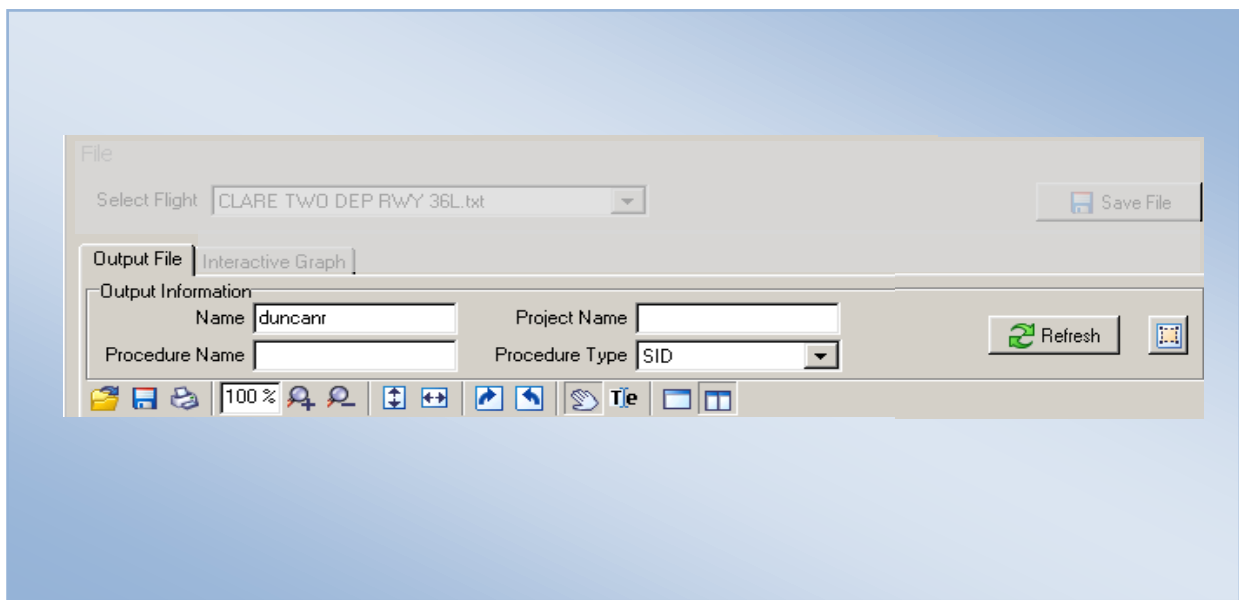 File
Select Flight CLARE TWO DEP RWY 36L.txt Save File
Output File Interactive Graph
Output Information
Name duncanr Project Name Refresh
Procedure Name Procedure Type SID
100 % T e